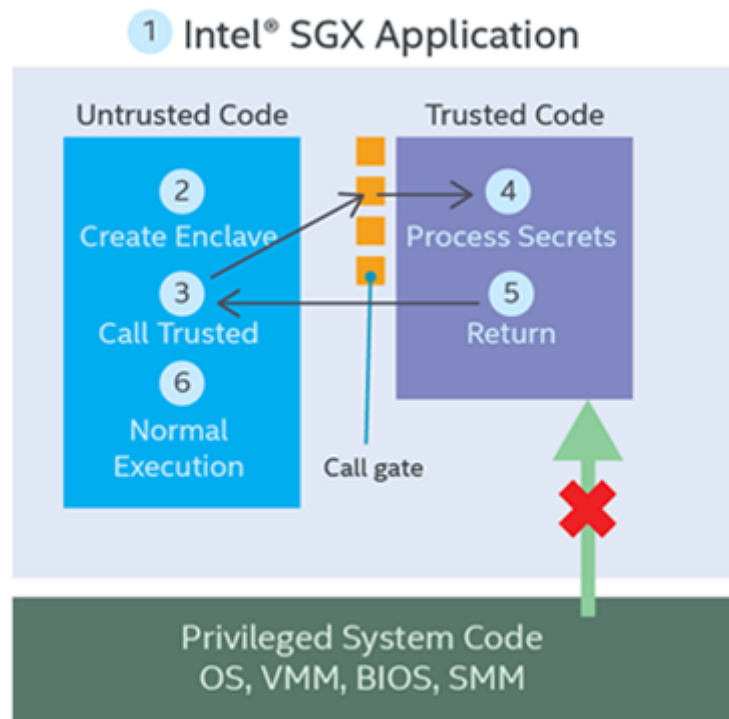 1 Intel® SGX Application
Untrusted Code
2
Create Enclave
3
Call Trusted
6
Normal
Execution
Call gate
Trusted Code
4
Process Secrets
5
Return
Privileged System Code
OS, VMM, BIOS, SMM